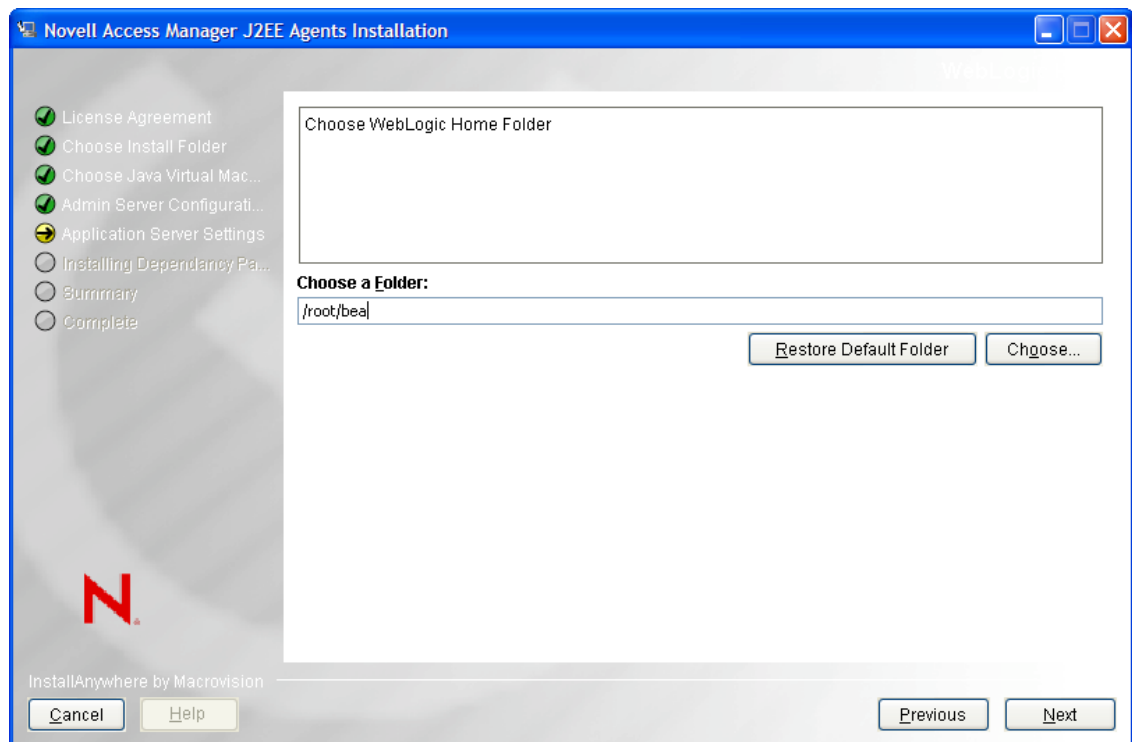 Novell Access Manager J2EE Agents Installation
License Agreement
Choose Install Folder
Choose Java Virtual Mac...
Admin Server Configurati...
Application Server Settings
Installing Dependancy Pa...
Summary
Complete
Choose WebLogic Home Folder
Choose a Folder:
/root/bea
Restore Default Folder
Choose...
N
InstallAnywhere by Macrovision
Cancel
Help
Previous
Next